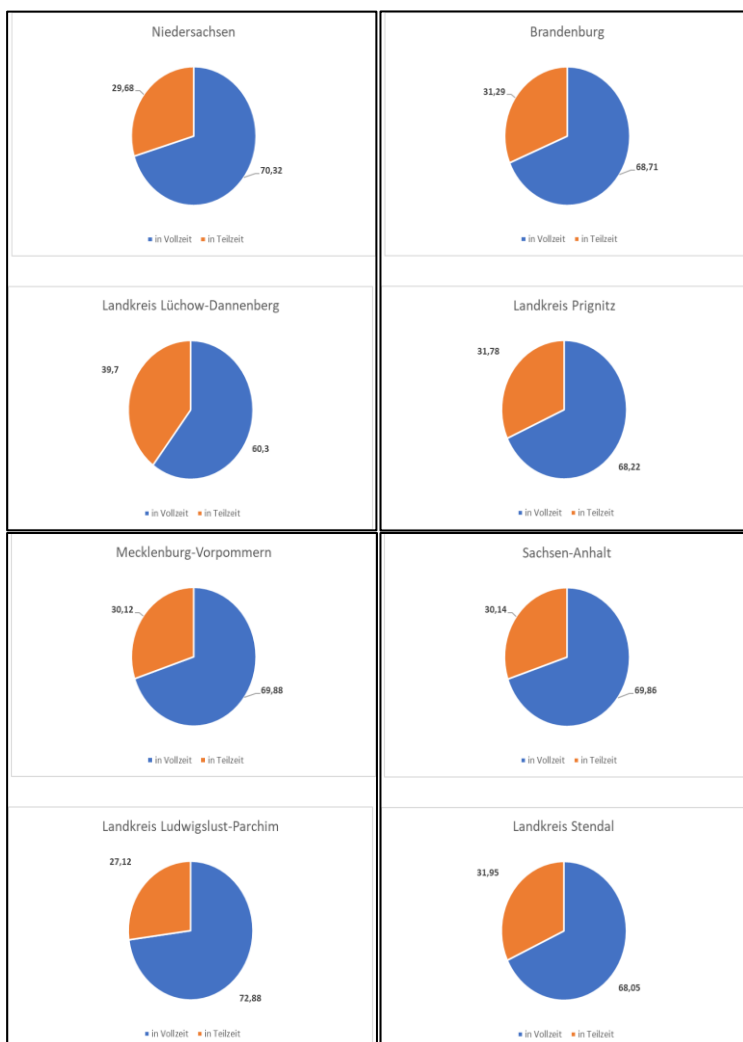 Niedersachsen
29,68
70,32
in Vollzeit in Teilzeit
Landkreis Lüchow-Dannenberg
39,7
60,3
in Vollzeit in Teilzeit
Brandenburg
31,29
68,71
in Vollzeit in Teilzeit
Landkreis Prignitz
31,78
68,22
in Vollzeit in Teilzeit
Mecklenburg-Vorpommern
30,12
69,88
in Vollzeit in Teilzeit
Landkreis Ludwigslust-Parchim
27,12
72,88
in Vollzeit in Teilzeit
Sachsen-Anhalt
30,14
69,86
in Vollzeit in Teilzeit
Landkreis Stendal
31,95
68,05
in Vollzeit in Teilzeit